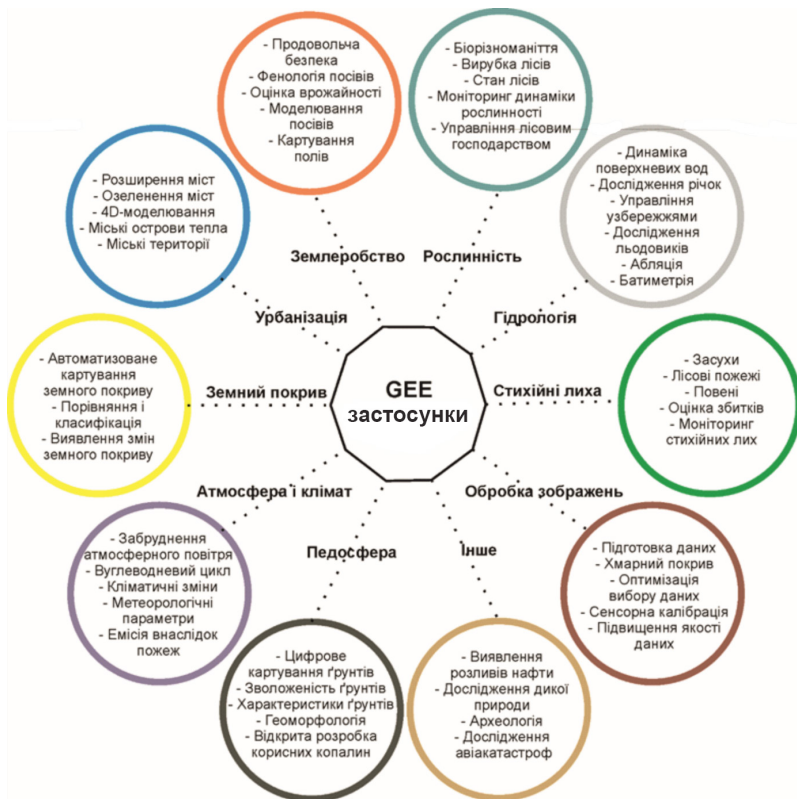 - Продовольча
безпека
- Фенологія посівів
- Оцінка врожайності
- Моделювання
посівів
- Картування
полів
- Біорізноманіття
- Вирубка лісів
- Стан лісів
- Моніторинг динаміки
рослинності
- Управління лісовим
господарством
- Розширення міст
- Озеленення міст
- 4D-моделювання
- Міські острови тепла
- Міські території
- Динаміка
поверхневих вод
- Дослідження річок
- Управління
узбережжями
- Дослідження
льодовиків
- Абляція
- Батиметрія
Землеробство
Рослинність
Урбанізація
Гідрологія
- Автоматизоване
картування
земного покриву
- Порівняння і
класифікація
- Виявлення змін
земного покриву
Земний покрив
GEE
застосунки
Стихійні лиха
- Засухи
- Лісові пожежі
- Повені
- Оцінка збитків
- Моніторинг
стихійних лих
Атмосфера і клімат
Обробка зображень
Педосфера
Інше
- Забруднення
атмосферного повітря
- Вуглеводневий цикл
- Кліматичні зміни
- Метеорологічні
параметри
- Емісія внаслідок
пожеж
- Підготовка даних
- Хмарний покрив
- Оптимізація
вибору даних
- Сенсорна калібрація
- Підвищення якості
даних
- Цифрове
картування ґрунтів
- Зволоженість ґрунтів
- Характеристики ґрунтів
- Геоморфологія
- Відкрита розробка
корисних копалин
- Виявлення
розливів нафти
- Дослідження дикої
природи
- Археологія
- Дослідження
авіакатастроф